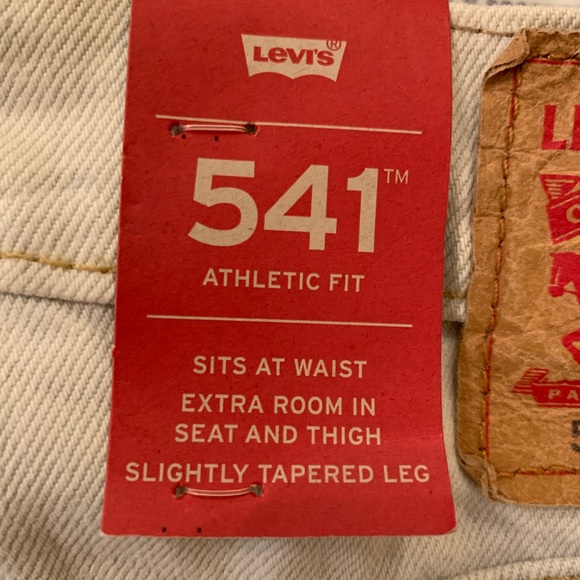 Levi's®
541™
ATHLETIC FIT
SITS AT WAIST
EXTRA ROOM IN
SEAT AND THIGH
SLIGHTLY TAPERED LEG